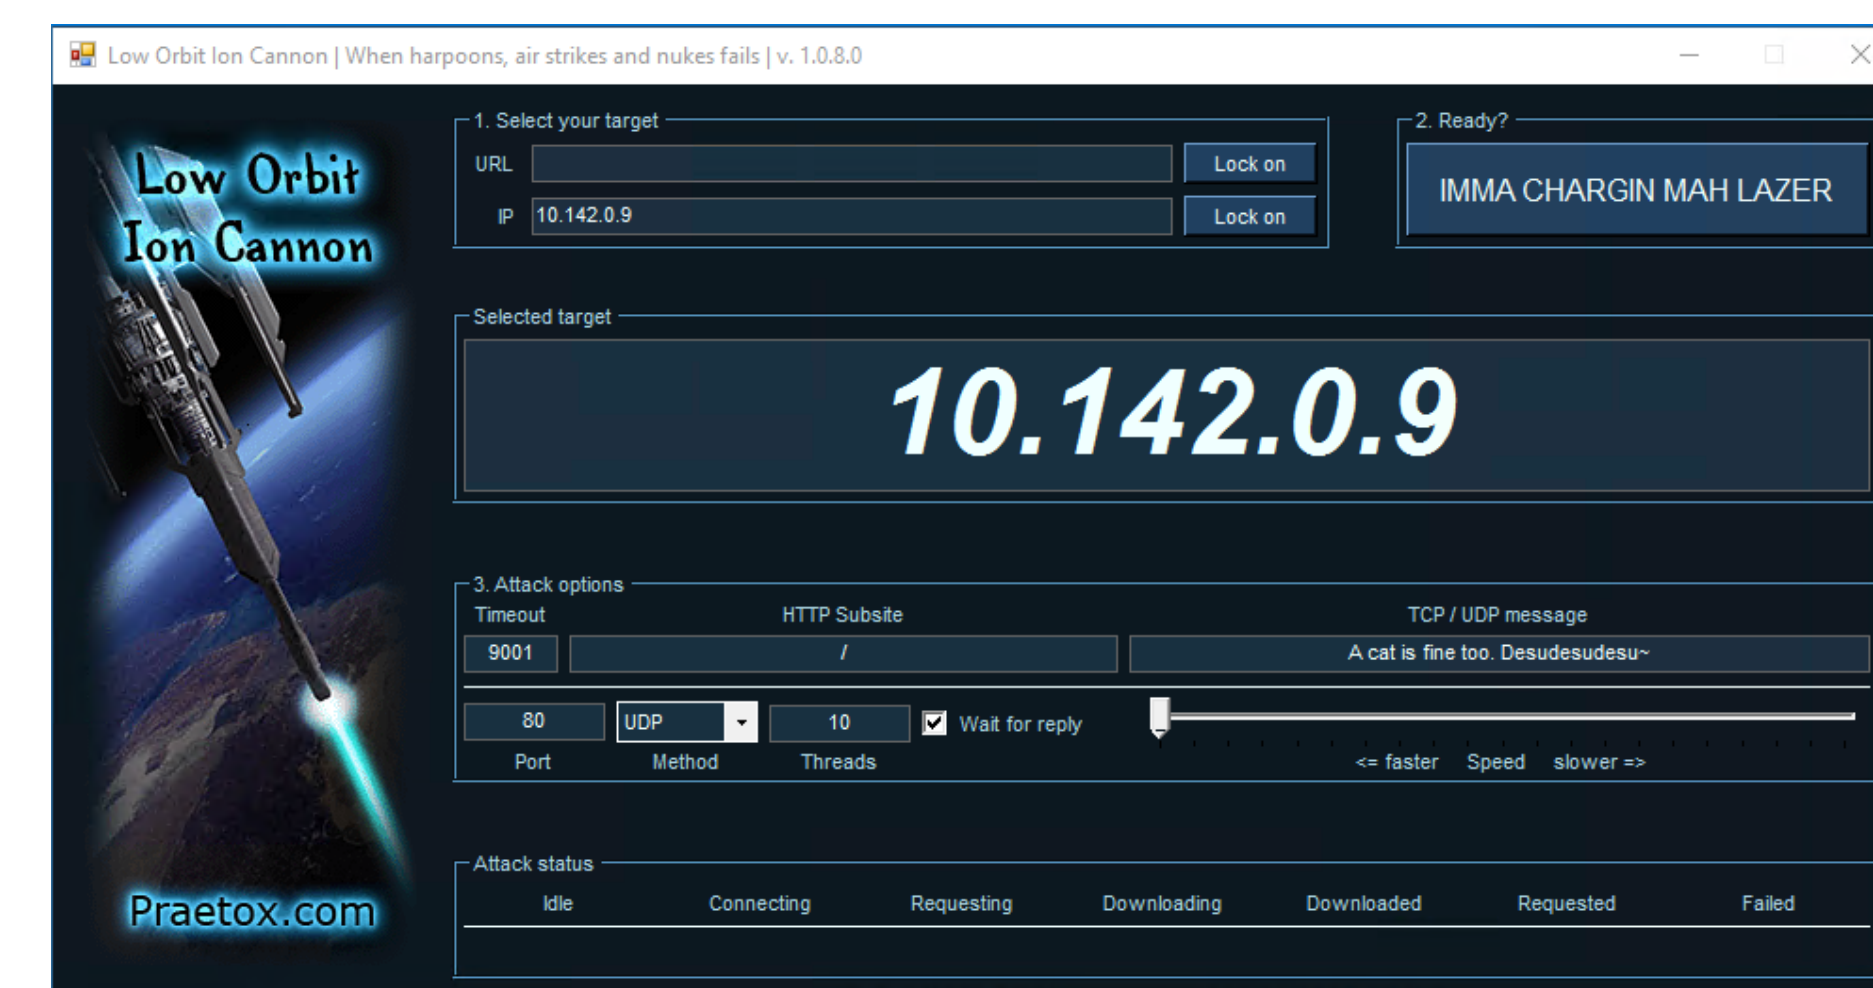 Low Orbit Ion Cannon | When harpoons, air strikes and nukes fails | v. 1.0.8.0
Low Orbit
Ion Cannon
Praetox.com
1. Select your target
URL Lock on
IP 10.142.0.9 Lock on
2. Ready?
IMMA CHARGIN MAH LAZER
Selected target
10.142.0.9
3. Attack options
Timeout HTTP Subsite TCP / UDP message
9001 / A cat is fine too. Desudesudesu~
80 UDP 10 Wait for reply
Port Method Threads <= faster Speed slower =>
Attack status
Idle Connecting Requesting Downloading Downloaded Requested Failed